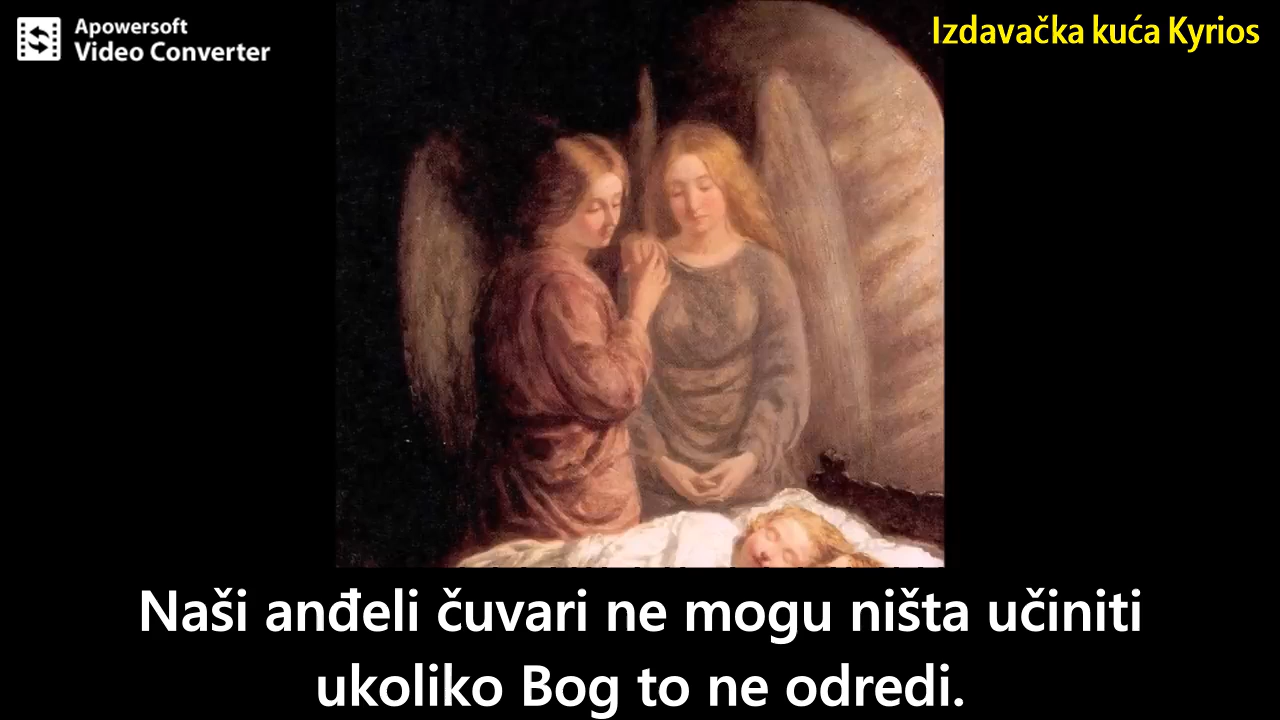 Apowersoft
Video Converter
Izdavačka kuća Kyrios
Naši anđeli čuvari ne mogu ništa učiniti
ukoliko Bog to ne odredi.